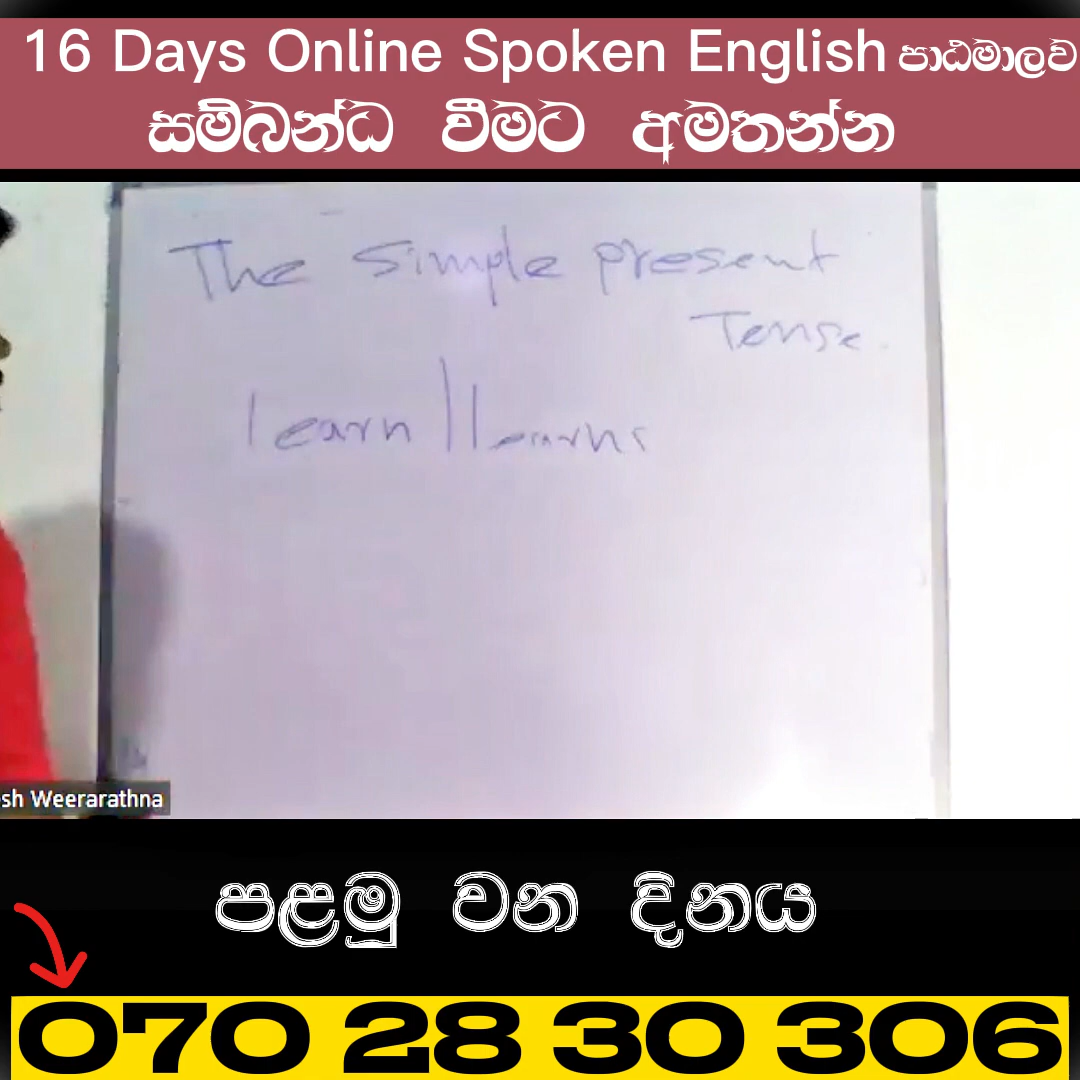 16 Days Online Spoken English පාඨමාලව
සම්බන්ධ වීමට අමතන්න
The Simple present
Tense.
learn | learns
sh Weerarathna
පළමු වන දිනය
070 28 30 306